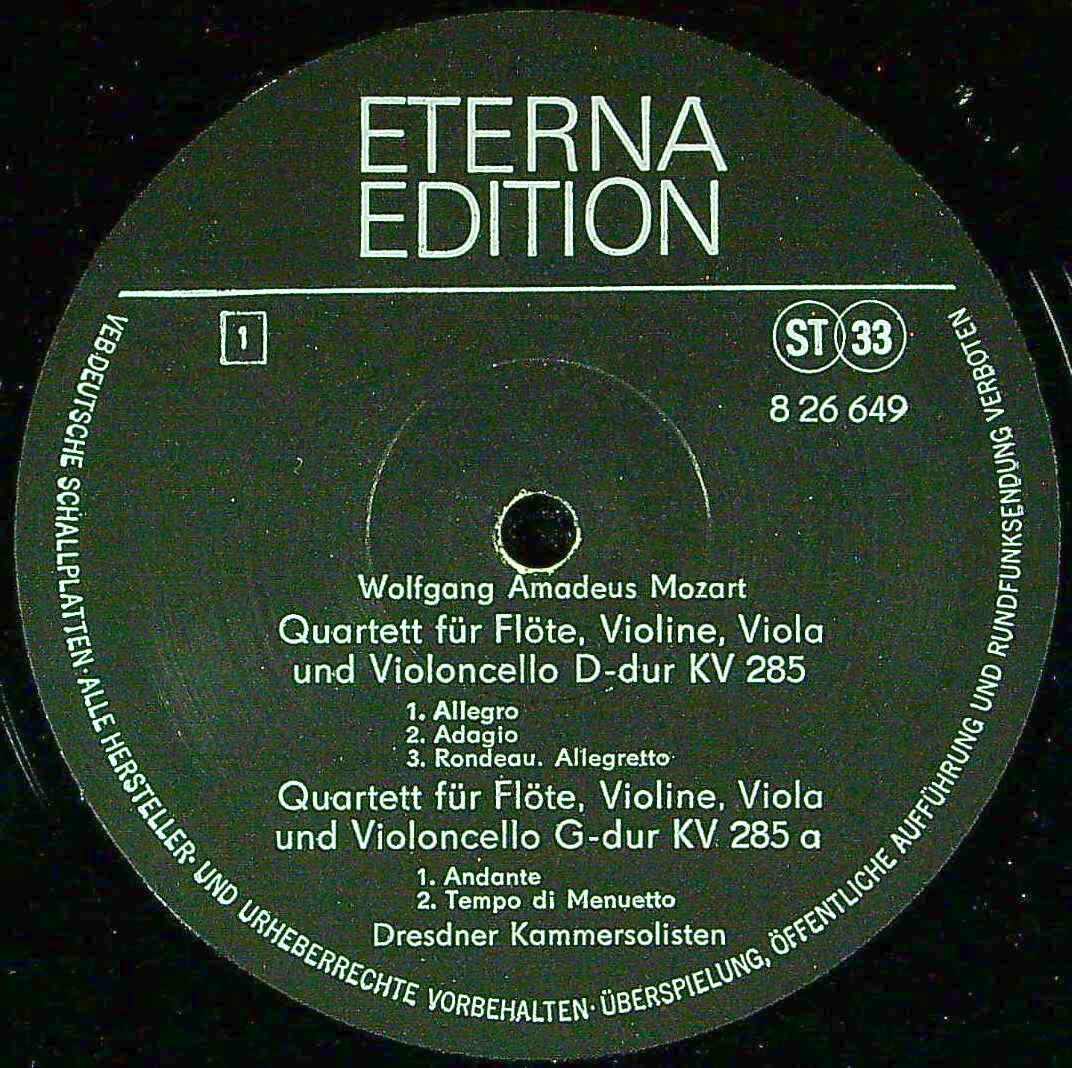 ETERNA
EDITION
1
ST 33
8 26 649
Wolfgang Amadeus Mozart
Quartett für Flöte, Violine, Viola
und Violoncello D-dur KV 285
1. Allegro
2. Adagio
3. Rondeau. Allegretto
Quartett für Flöte, Violine, Viola
und Violoncello G-dur KV 285 a
1. Andante
2. Tempo di Menuetto
Dresdner Kammersolisten
VEB DEUTSCHE SCHALLPLATTEN · ALLE HERSTELLER- UND URHEBERRECHTE VORBEHALTEN · ÜBERSPIELUNG, ÖFFENTLICHE AUFFÜHRUNG UND RUNDFUNKSENDUNG VERBOTEN